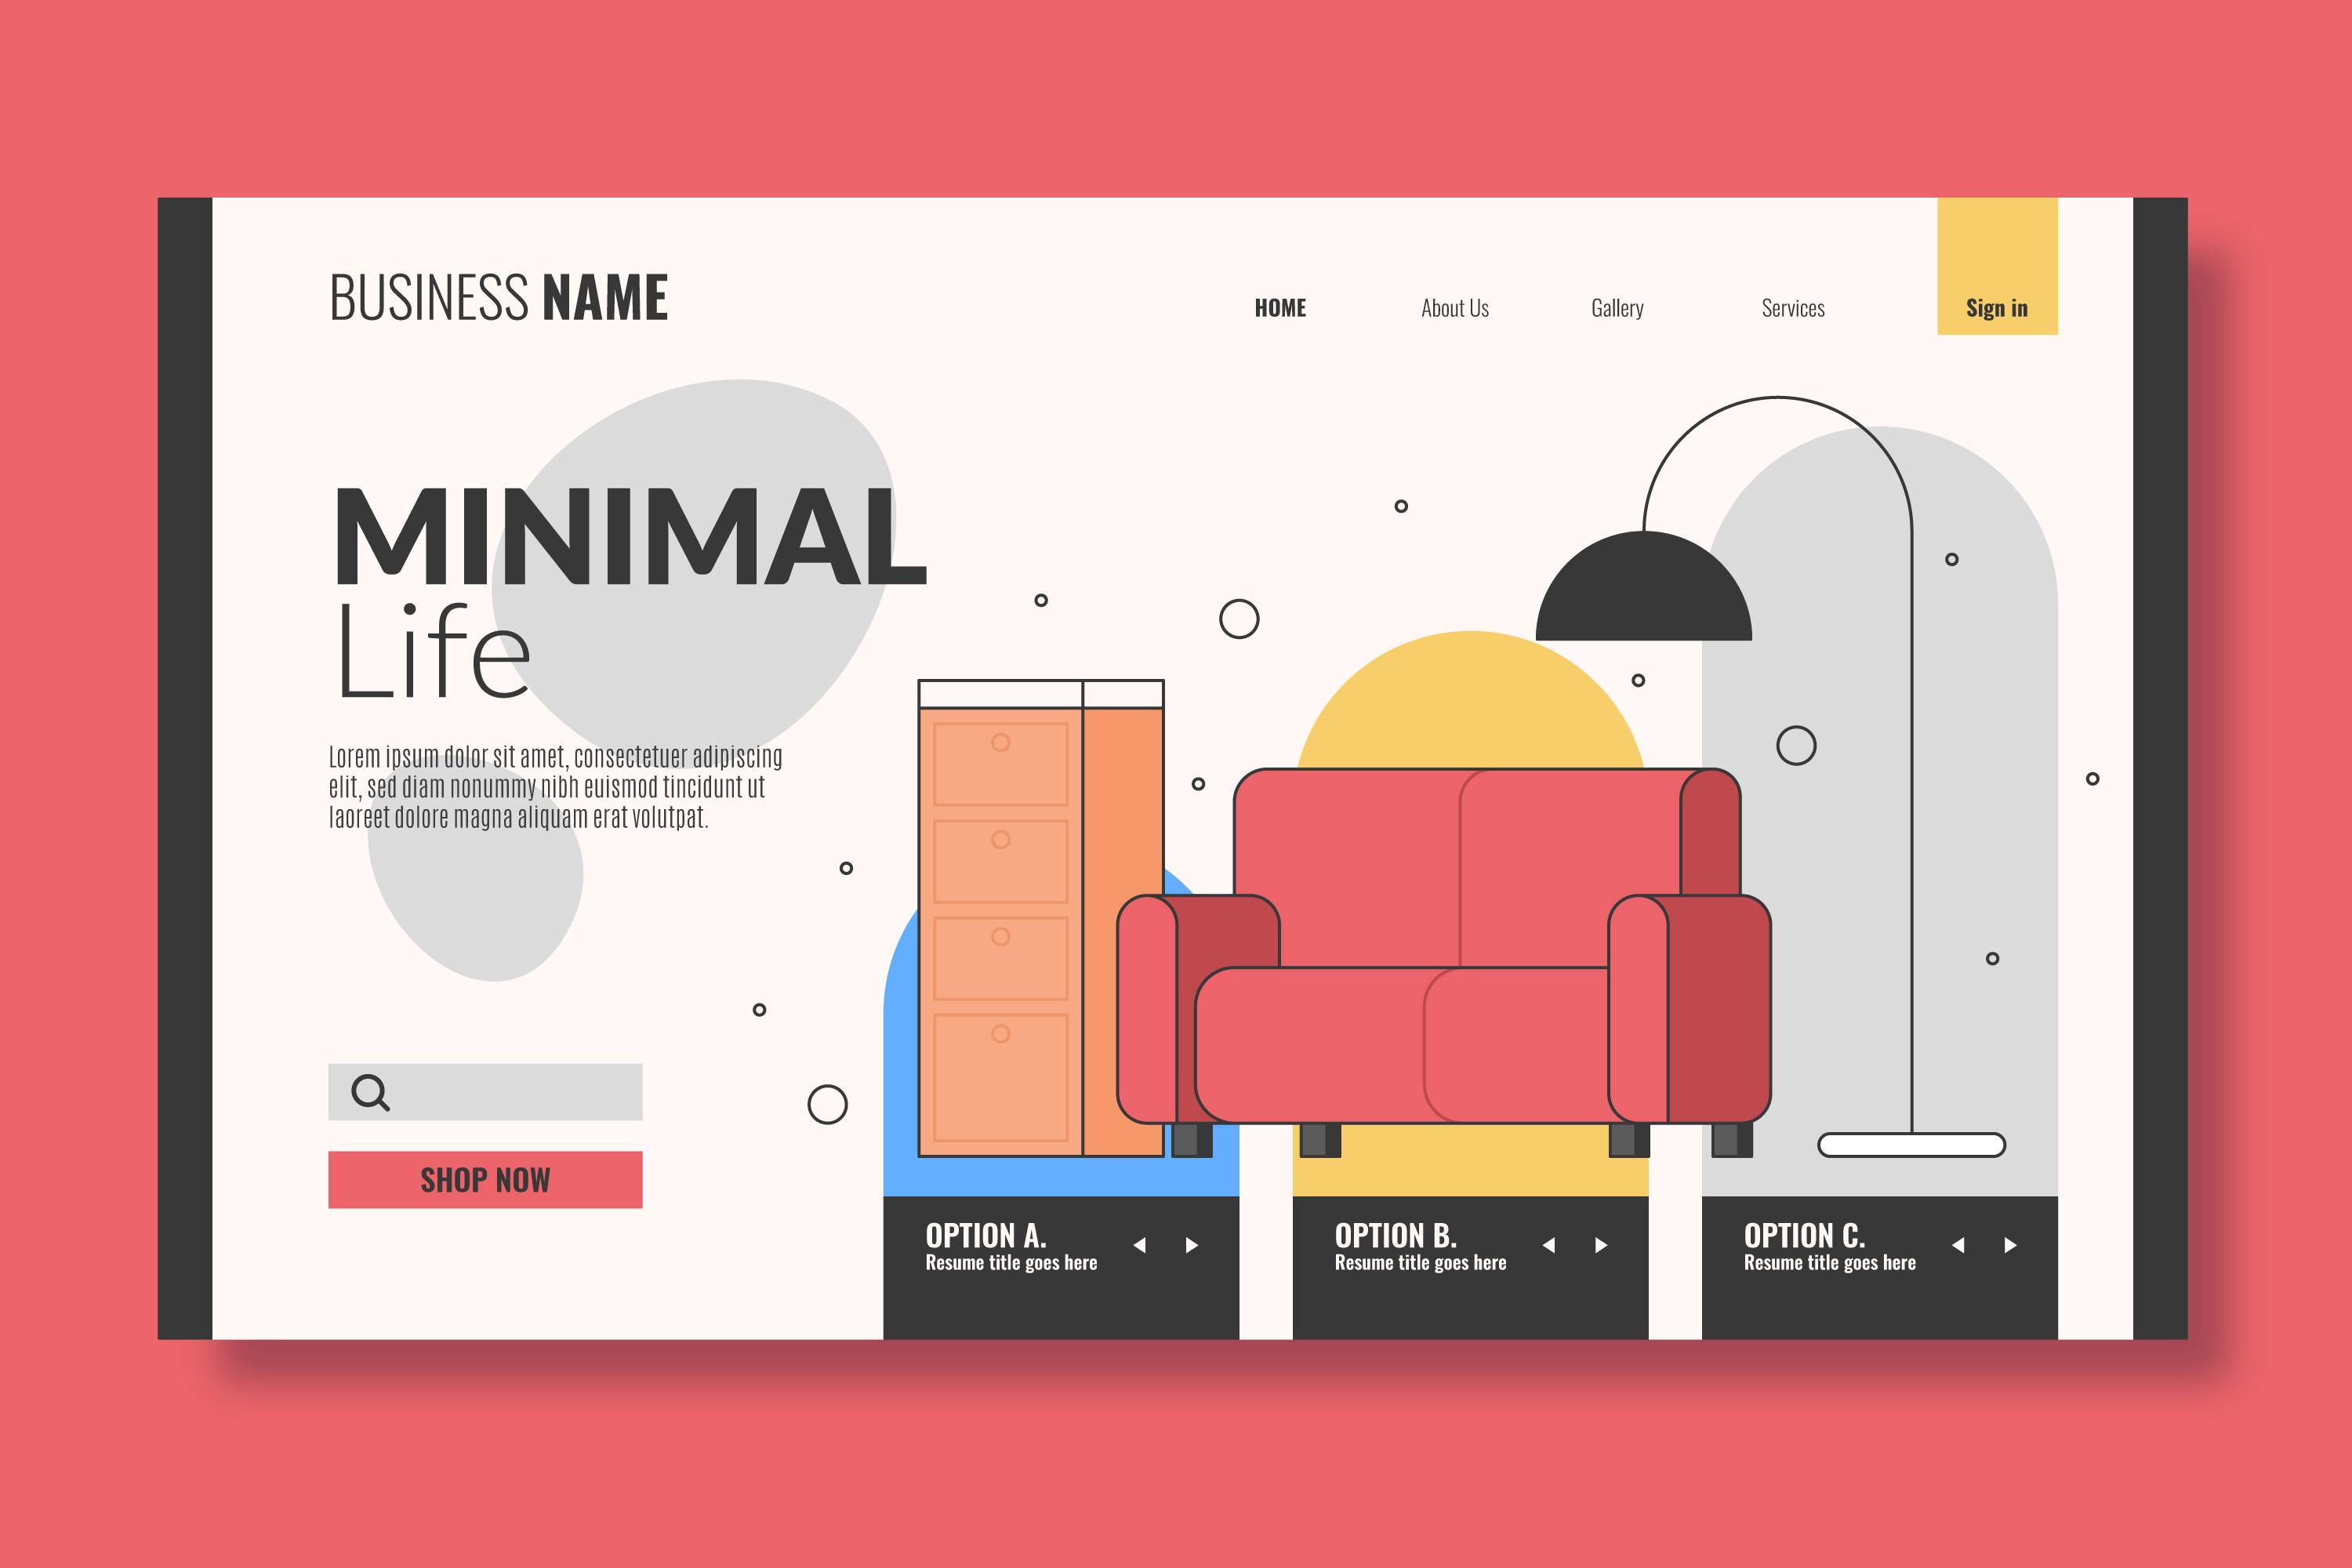 BUSINESS NAME
HOME
About Us
Gallery
Services
Sign in
MINIMAL
Life
Lorem ipsum dolor sit amet, consectetuer adipiscing
elit, sed diam nonummy nibh euismod tincidunt ut
laoreet dolore magna aliquam erat volutpat.
SHOP NOW
OPTION A.
Resume title goes here
OPTION B.
Resume title goes here
OPTION C.
Resume title goes here